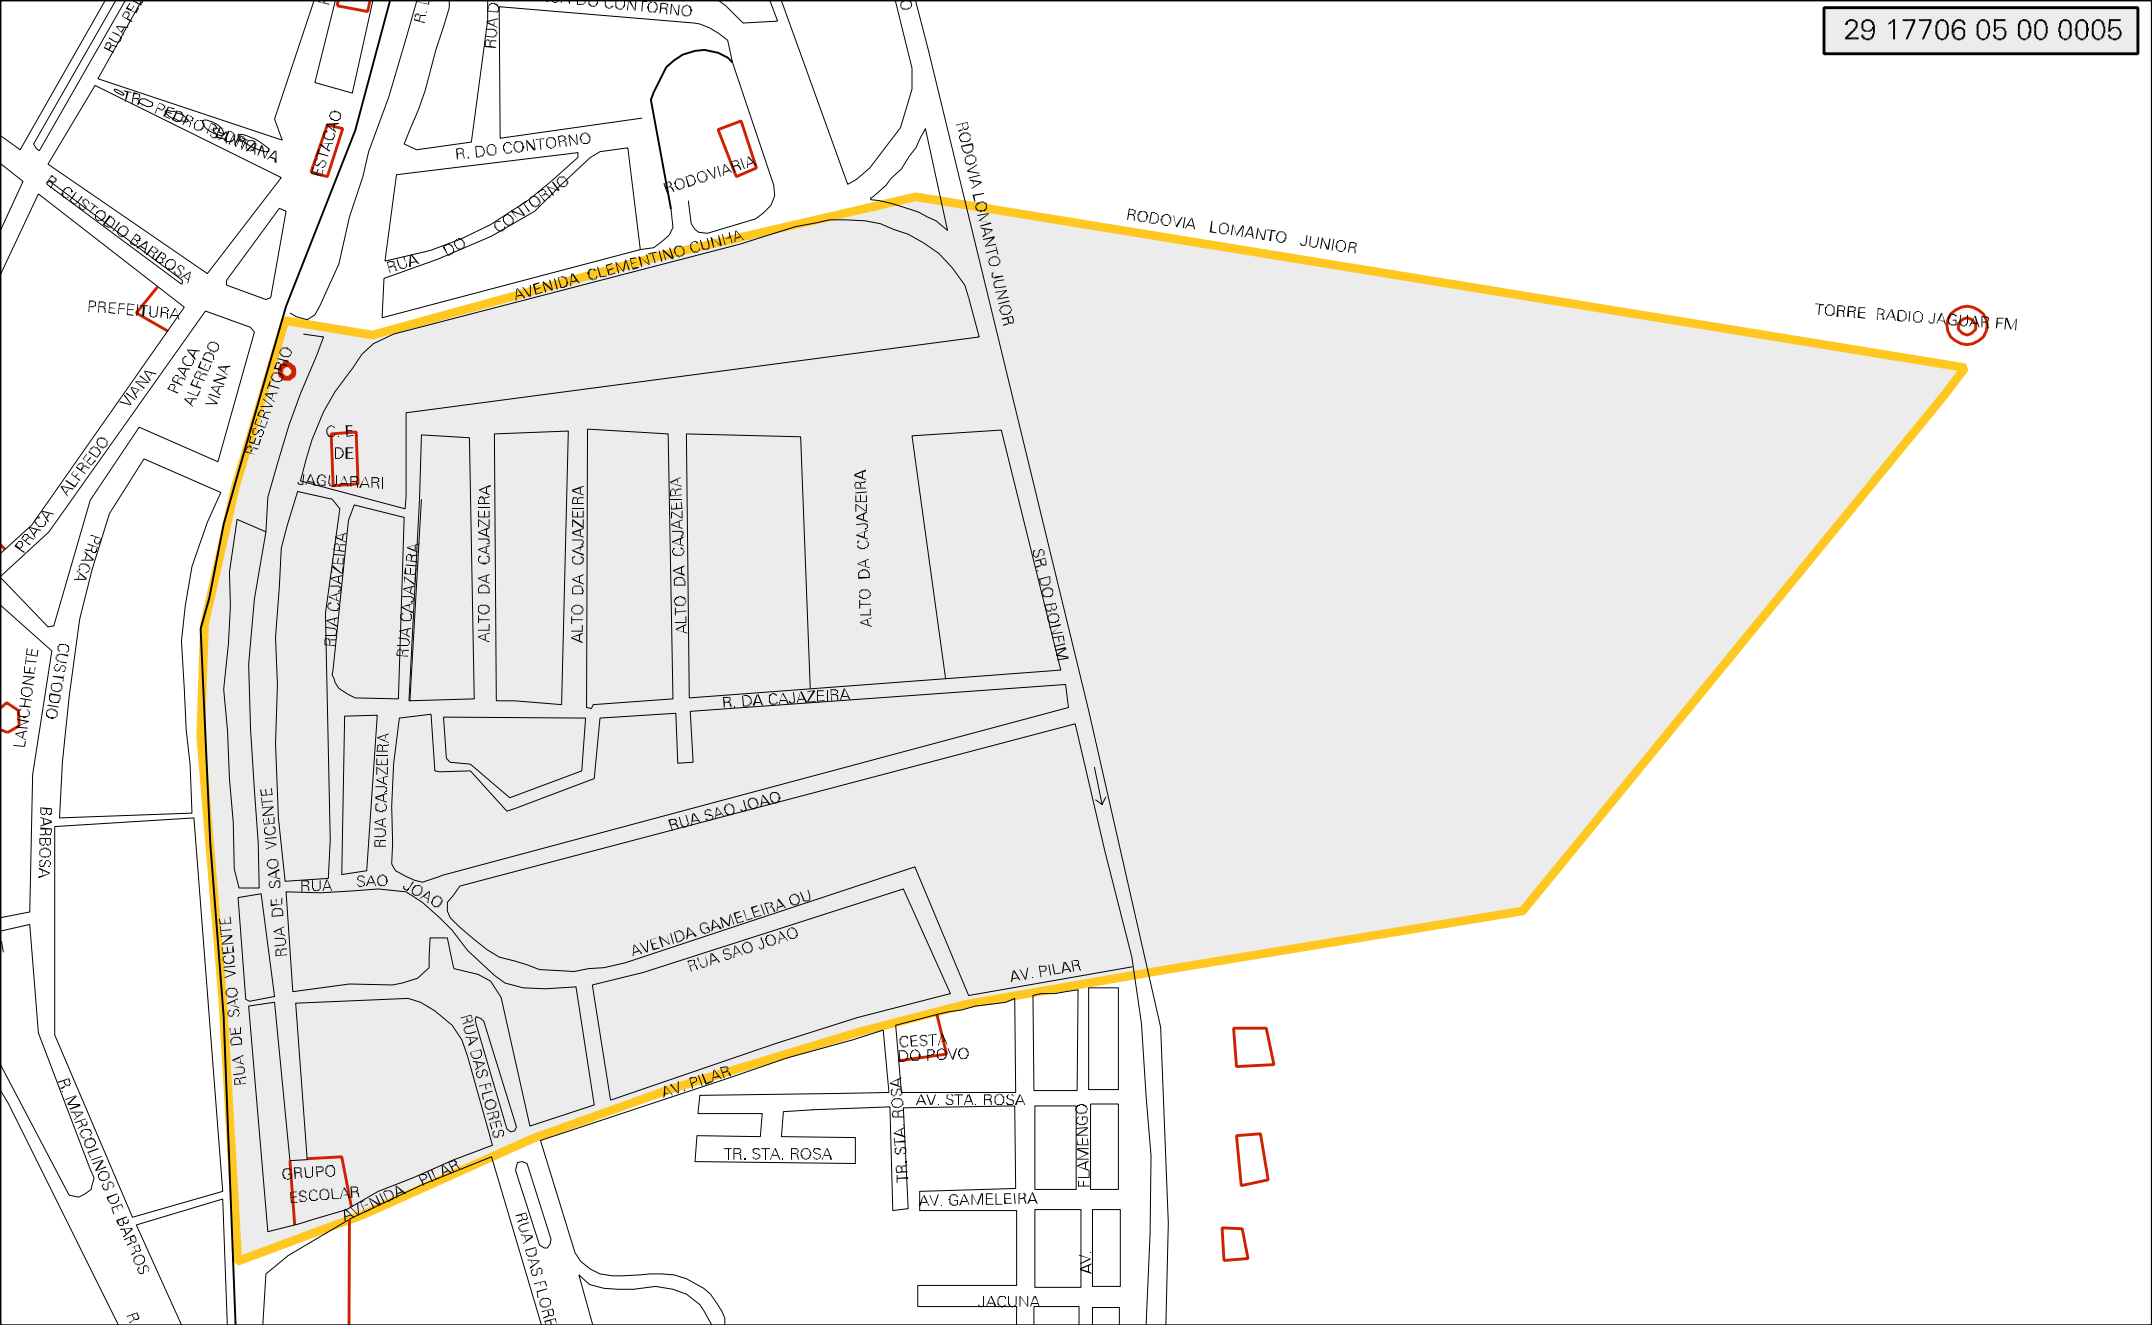 29 17706 05 00 0005
RUA DO CONTORNO
R. DO CONTORNO
ESTACAO
RODOVIARIA
RUA DO CONTORNO
R. CUSTODIO BARBOSA
PREFEITURA
PRACA
ALFREDO
VIANA
PRACA ALFREDO VIANA
AVENIDA CLEMENTINO CUNHA
RODOVIA LOMANTO JUNIOR
RODOVIA LOMANTO JUNIOR
TORRE RADIO JAGUAR FM
RESERVATORIO
C. E.
DE
JAGUARARI
RUA CAJAZEIRA
RUA CAJAZEIRA
ALTO DA CAJAZEIRA
ALTO DA CAJAZEIRA
ALTO DA CAJAZEIRA
ALTO DA CAJAZEIRA
SR. DO BONFIM
R. DA CAJAZEIRA
RUA CAJAZEIRA
PRACA
CUSTODIO
BARBOSA
LANCHONETE
RUA SAO JOAO
RUA SAO JOAO
RUA DE SAO VICENTE
RUA DE SAO VICENTE
AVENIDA GAMELEIRA OU
RUA SAO JOAO
AV. PILAR
AV. PILAR
AVENIDA PILAR
RUA DAS FLORES
RUA DAS FLORE
GRUPO
ESCOLAR
CESTA
DO POVO
TR. STA. ROSA
AV. STA. ROSA
TR. STA. ROSA
AV. GAMELEIRA
FLAMENGO
AV.
JACUNA
R. MARCOLINOS DE BARROS
R